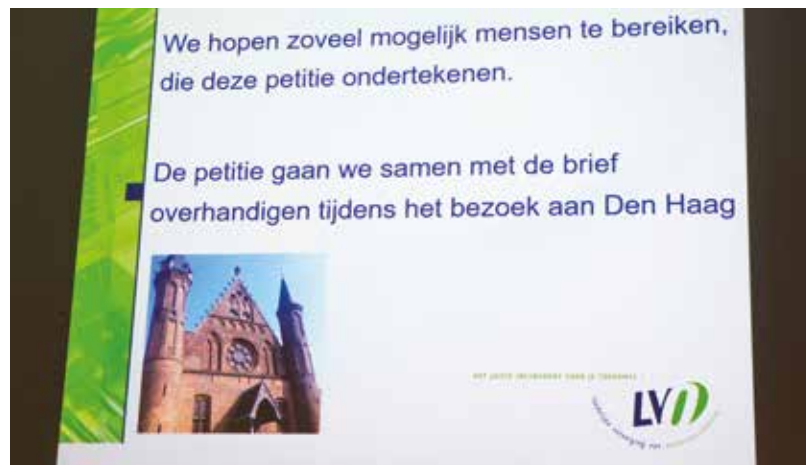 We hopen zoveel mogelijk mensen te bereiken,
die deze petitie ondertekenen.
De petitie gaan we samen met de brief
overhandigen tijdens het bezoek aan Den Haag
LVO